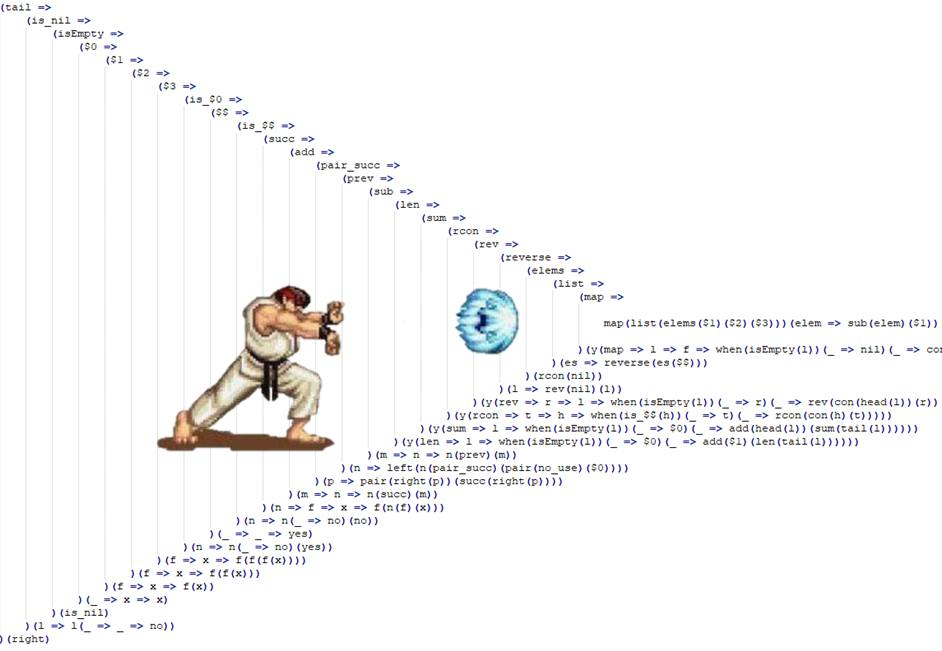 (tail =>
(is_nil =>
(isEmpty =>
($0 =>
($1 =>
($2 =>
($3 =>
(is_$0 =>
($$ =>
(is_$$ =>
(succ =>
(add =>
(pair_succ =>
(prev =>
(sub =>
(len =>
(sum =>
(rcon =>
(rev =>
(reverse =>
(elems =>
(list =>
(map =>
map(list(elems($1)($2)($3)))(elem => sub(elem)($1))
)(y(map => l => f => when(isEmpty(l))(_ => nil)(_ => con
)(es => reverse(es($$)))
)(rcon(nil))
)(l => rev(nil)(l))
)(y(rev => r => l => when(isEmpty(l))(_ => r)(_ => rev(con(head(l))(r))
)(y(rcon => t => h => when(is_$$(h))(_ => t)(_ => rcon(con(h)(t)))))
)(y(sum => l => when(isEmpty(l))(_ => $0)(_ => add(head(l))(sum(tail(l))))))
)(y(len => l => when(isEmpty(l))(_ => $0)(_ => add($1)(len(tail(l))))))
)(m => n => n(prev)(m))
)(n => left(n(pair_succ)(pair(no_use)($0))))
)(p => pair(right(p))(succ(right(p))))
)(m => n => n(succ)(m))
)(n => f => x => f(n(f)(x)))
)(n => n(_ => no)(no))
)(_ => _ => yes)
)(n => n(_ => no)(yes))
)(f => x => f(f(f(x))))
)(f => x => f(f(x)))
)(f => x => f(x))
)(_ => x => x)
)(is_nil)
)(l => l(_ => _ => no))
)(right)